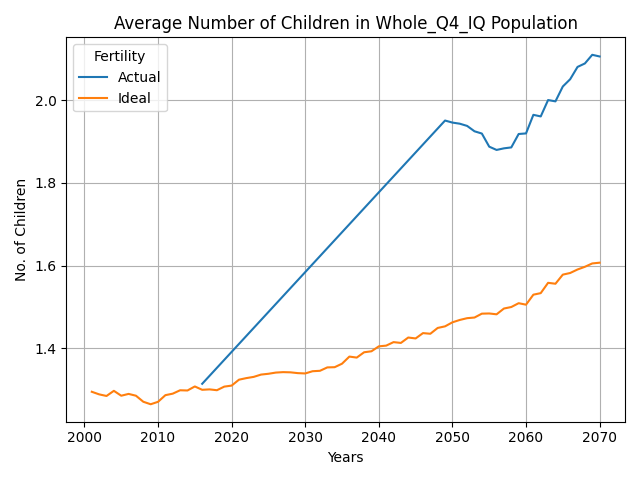 Average Number of Children in Whole_Q4_IQ Population
Fertility
Actual
Ideal
No. of Children
2.0
1.8
1.6
1.4
2000 2010 2020 2030 2040 2050 2060 2070
Years